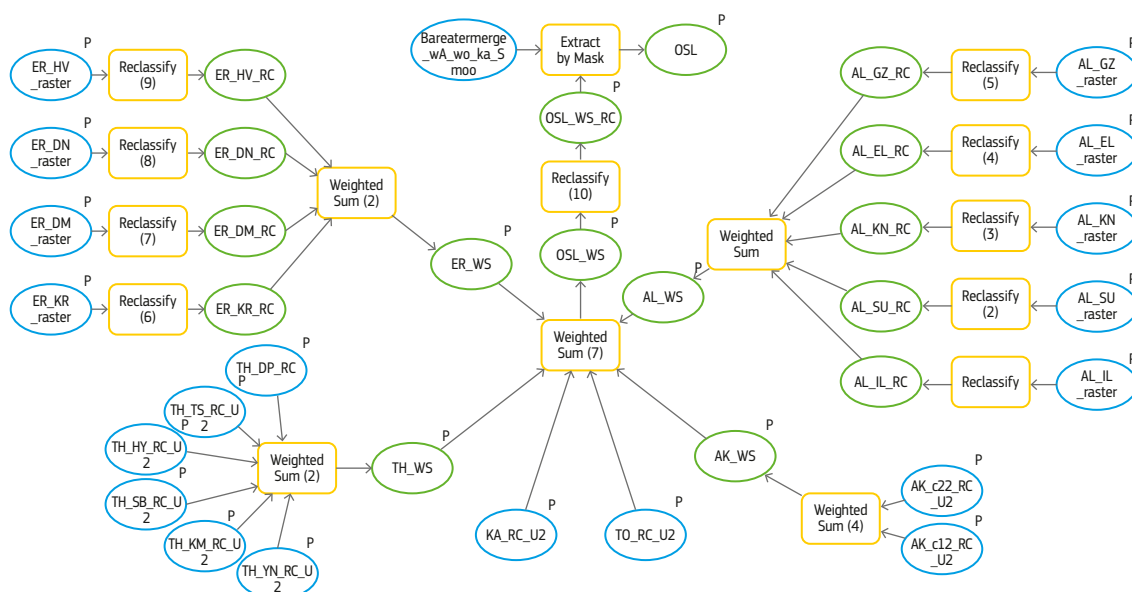 P
ER_HV
_raster
Reclassify
(9)
ER_HV_RC
P
ER_DN
_raster
Reclassify
(8)
ER_DN_RC
P
ER_DM
_raster
Reclassify
(7)
ER_DM_RC
P
ER_KR
_raster
Reclassify
(6)
ER_KR_RC
Weighted
Sum (2)
P
ER_WS
P
Bareatermerge
_wA_wo_ka_S
moo
Extract
by Mask
P
OSL
P
OSL_WS_RC
Reclassify
(10)
P
OSL_WS
Weighted
Sum (7)
P
AL_WS
Weighted
Sum
AL_GZ_RC
Reclassify
(5)
P
AL_GZ
_raster
AL_EL_RC
Reclassify
(4)
P
AL_EL
_raster
AL_KN_RC
Reclassify
(3)
P
AL_KN
_raster
AL_SU_RC
Reclassify
(2)
P
AL_SU
_raster
AL_IL_RC
Reclassify
P
AL_IL
_raster
P
TH_DP_RC
P
TH_TS_RC_U
2
P
TH_HY_RC_U
2
P
TH_SB_RC_U
2
P
TH_KM_RC_U
2
P
TH_YN_RC_U
2
Weighted
Sum (2)
P
TH_WS
P
KA_RC_U2
P
TO_RC_U2
P
AK_WS
Weighted
Sum (4)
P
AK_c22_RC
_U2
P
AK_c12_RC
_U2